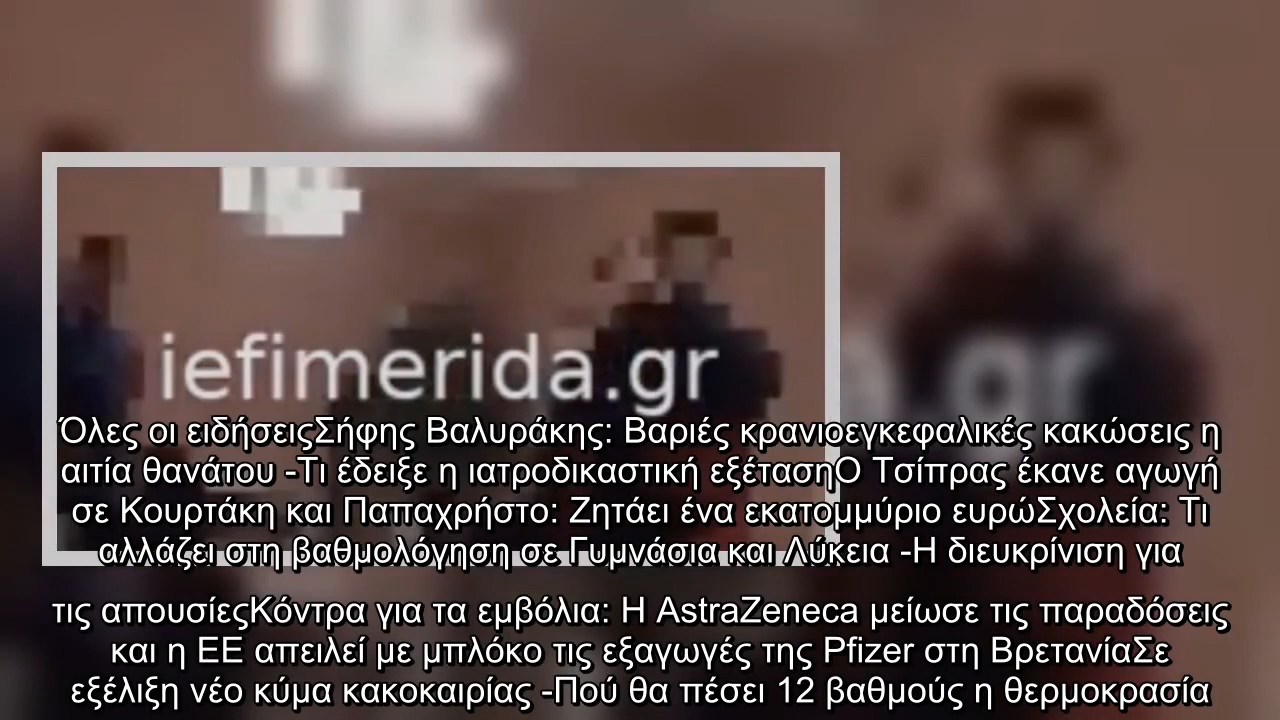 iefimerida.gr
.gr
Όλες οι ειδήσειςΣήφης Βαλυράκης: Βαριές κρανιοεγκεφαλικές κακώσεις η
αιτία θανάτου -Τι έδειξε η ιατροδικαστική εξέτασηΟ Τσίπρας έκανε αγωγή
σε Κουρτάκη και Παπαχρήστο: Ζητάει ένα εκατομμύριο ευρώΣχολεία: Τι
αλλάζει στη βαθμολόγηση σε Γυμνάσια και Λύκεια -Η διευκρίνιση για
τις απουσίεςΚόντρα για τα εμβόλια: Η AstraZeneca μείωσε τις παραδόσεις
και η ΕΕ απειλεί με μπλόκο τις εξαγωγές της Pfizer στη ΒρετανίαΣε
εξέλιξη νέο κύμα κακοκαιρίας -Πού θα πέσει 12 βαθμούς η θερμοκρασία